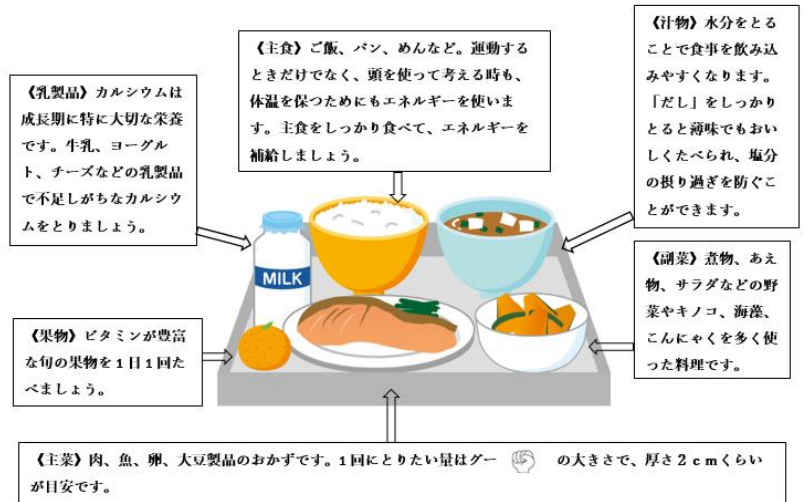 《主食》ご飯、パン、めんなど。運動する
ときだけでなく、頭を使って考える時も、
体温を保つためにもエネルギーを使いま
す。主食をしっかり食べて、エネルギーを
補給しましょう。
《汁物》水分をとる
ことで食事を飲み込
みやすくなります。
「だし」をしっかり
とると薄味でもおい
しくたべられ、塩分
の摂り過ぎを防ぐこ
とができます。
《乳製品》カルシウムは
成長期に特に大切な栄養
です。牛乳、ヨーグル
ト、チーズなどの乳製品
で不足しがちなカルシウ
ムをとりましょう。
MILK
《副菜》煮物、あえ
物、サラダなどの野
菜やキノコ、海藻、
こんにゃくを多く使
った料理です。
《果物》ビタミンが豊富
な旬の果物を1日1回た
べましょう。
《主菜》肉、魚、卵、大豆製品のおかずです。1回にとりたい量はグー の大きさで、厚さ2cmくらい
が目安です。